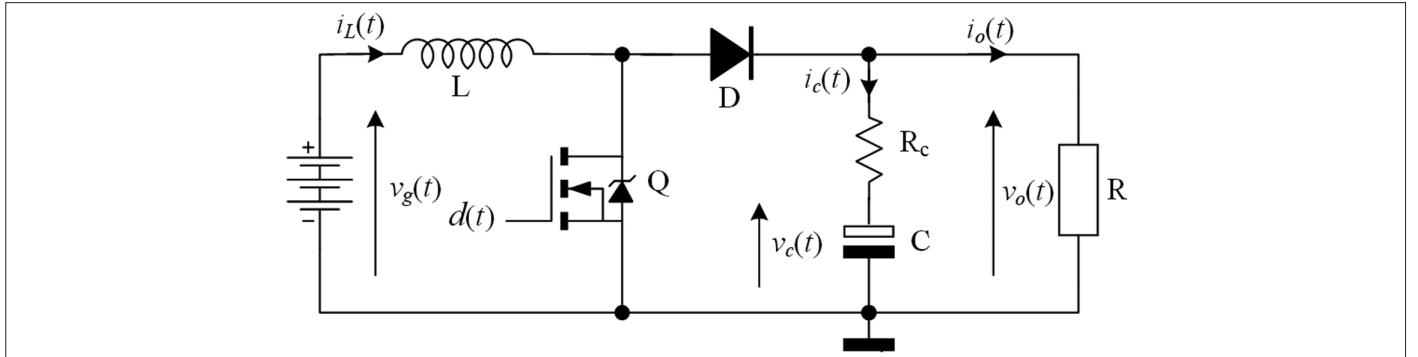 i_L(t)
L
D
i_o(t)
i_c(t)
R_c
+
v_g(t)
−
d(t)
Q
v_c(t)
C
v_o(t)
R